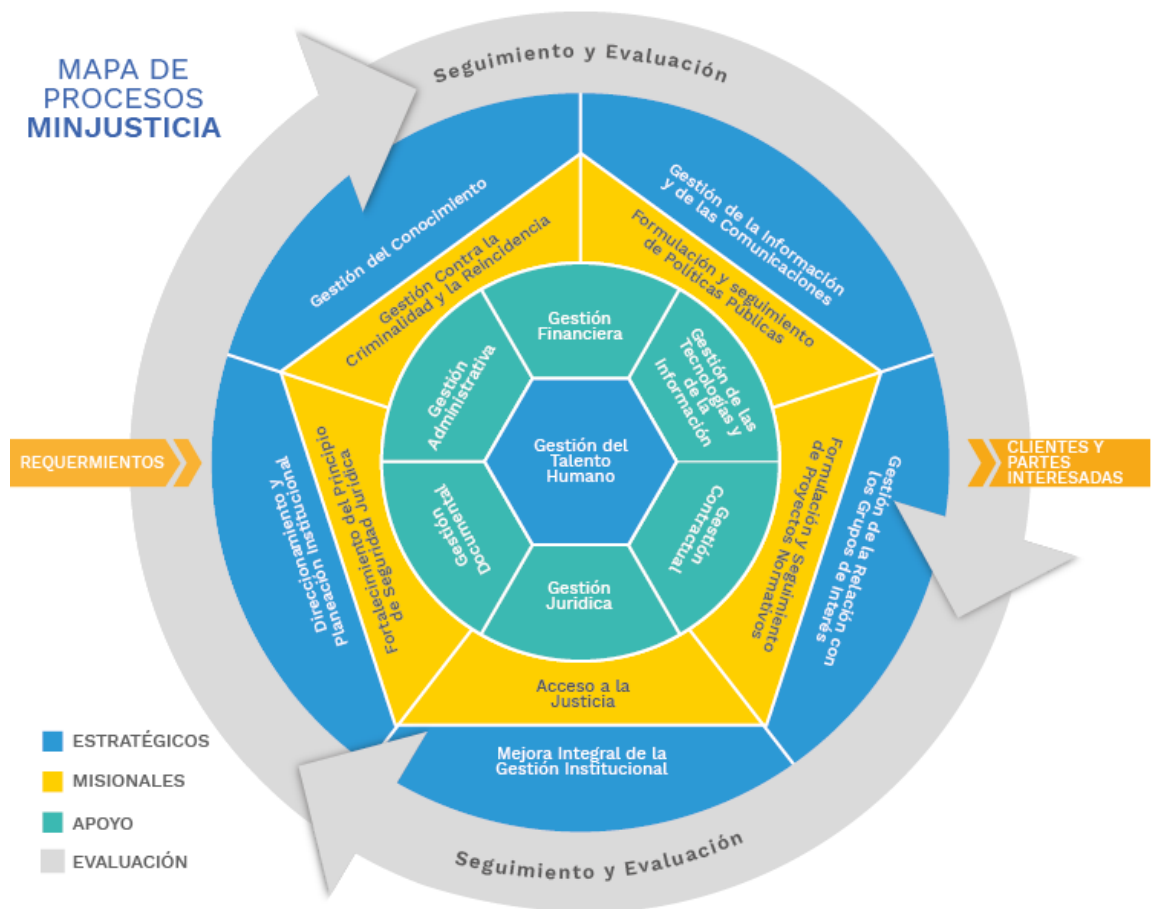 MAPA DE
PROCESOS
MINJUSTICIA
Seguimiento y Evaluación
Gestión del Conocimiento
Gestión de la Información
y de las Comunicaciones
Gestión Contra la
Criminalidad y la Reincidencia
Formulación y seguimiento
de Políticas Públicas
Gestión
Financiera
Gestión
Administrativa
Gestión de las
Tecnologías y
de la
Información
Gestión del
Talento
Humano
REQUERMIENTOS
CLIENTES Y
PARTES
INTERESADAS
Direccionamiento y
Planeación Institucional
Fortalecimiento del Principio
de Seguridad Jurídica
Formulación y Seguimiento
de Proyectos Normativos
Gestión de la Relación con
los Grupos de Interés
Gestión
Documental
Gestión
Contractual
Gestión
Jurídica
Acceso a la
Justicia
Mejora Integral de la
Gestión Institucional
ESTRATÉGICOS
MISIONALES
APOYO
EVALUACIÓN
Seguimiento y Evaluación